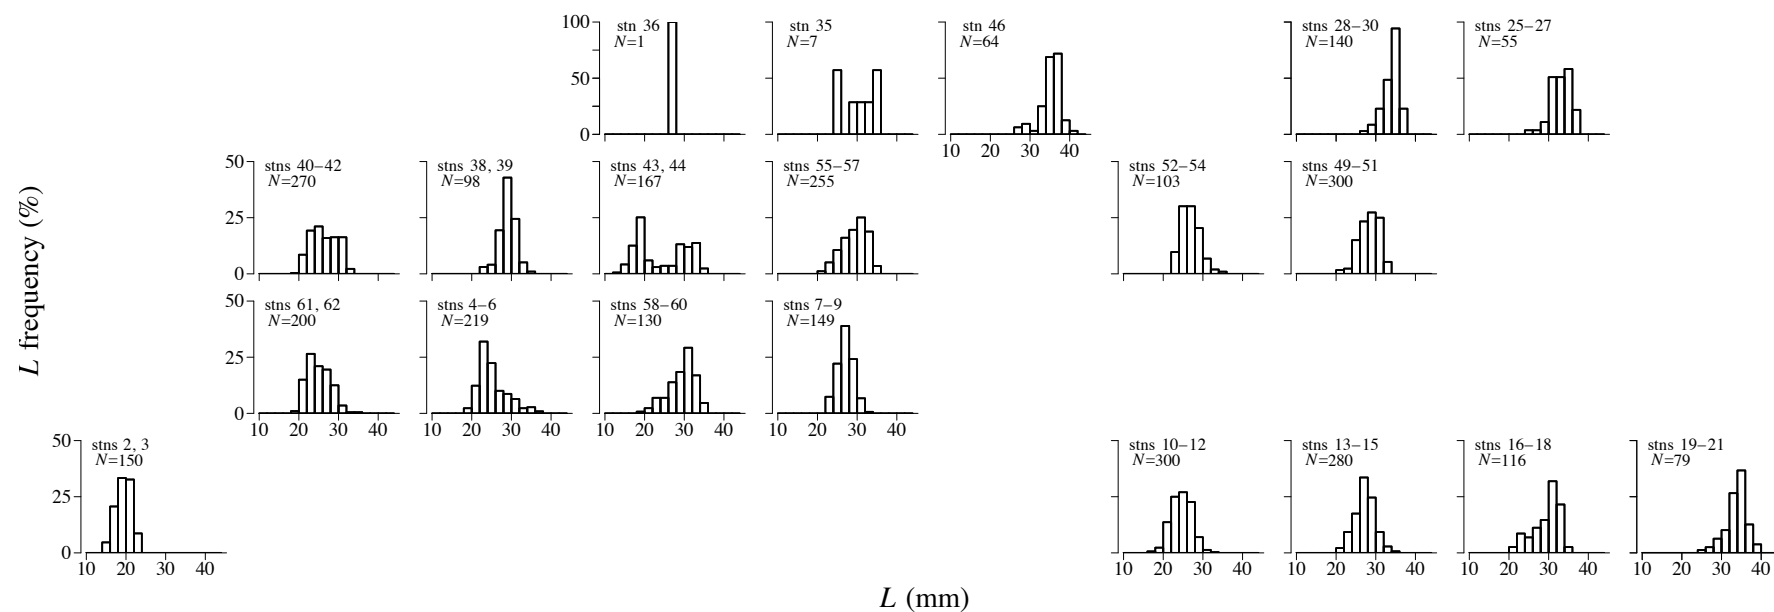 stn 36
N=1
stn 35
N=7
stn 46
N=64
stns 28–30
N=140
stns 25–27
N=55
100
50
0
10 20 30 40
stns 40–42
N=270
stns 38, 39
N=98
stns 43, 44
N=167
stns 55–57
N=255
stns 52–54
N=103
stns 49–51
N=300
50
25
0
L frequency (%)
stns 61, 62
N=200
stns 4–6
N=219
stns 58–60
N=130
stns 7–9
N=149
50
25
0
10 20 30 40
10 20 30 40
10 20 30 40
10 20 30 40
stns 2, 3
N=150
stns 10–12
N=300
stns 13–15
N=280
stns 16–18
N=116
stns 19–21
N=79
50
25
0
10 20 30 40
10 20 30 40
10 20 30 40
10 20 30 40
10 20 30 40
L (mm)